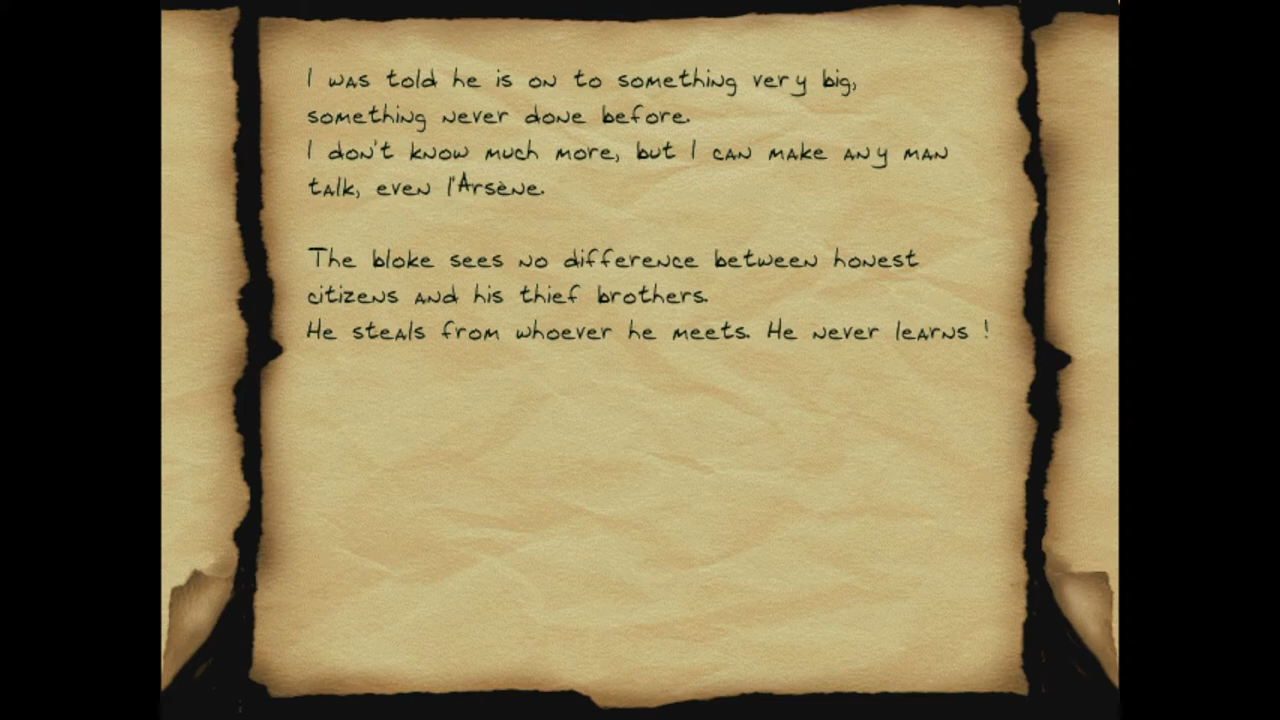 I was told he is on to something very big,
something never done before.
I don't know much more, but I can make any man
talk, even l'Arsène.
The bloke sees no difference between honest
citizens and his thief brothers.
He steals from whoever he meets. He never learns !